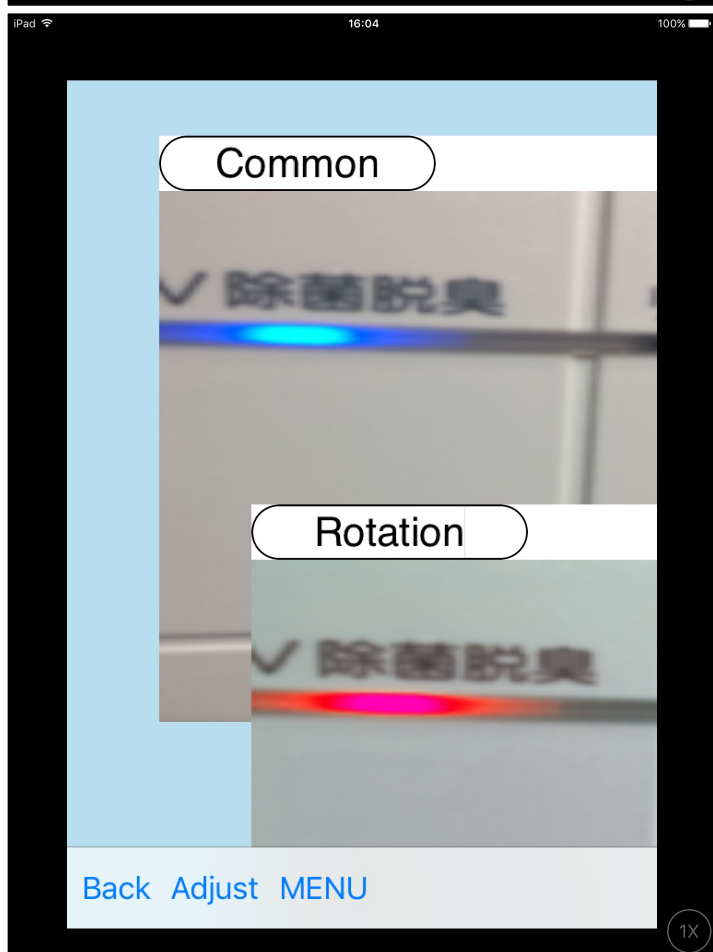 iPad 16:04 100%
Common
V 除菌脱臭
Rotation
V 除菌脱臭
Back Adjust MENU
1X